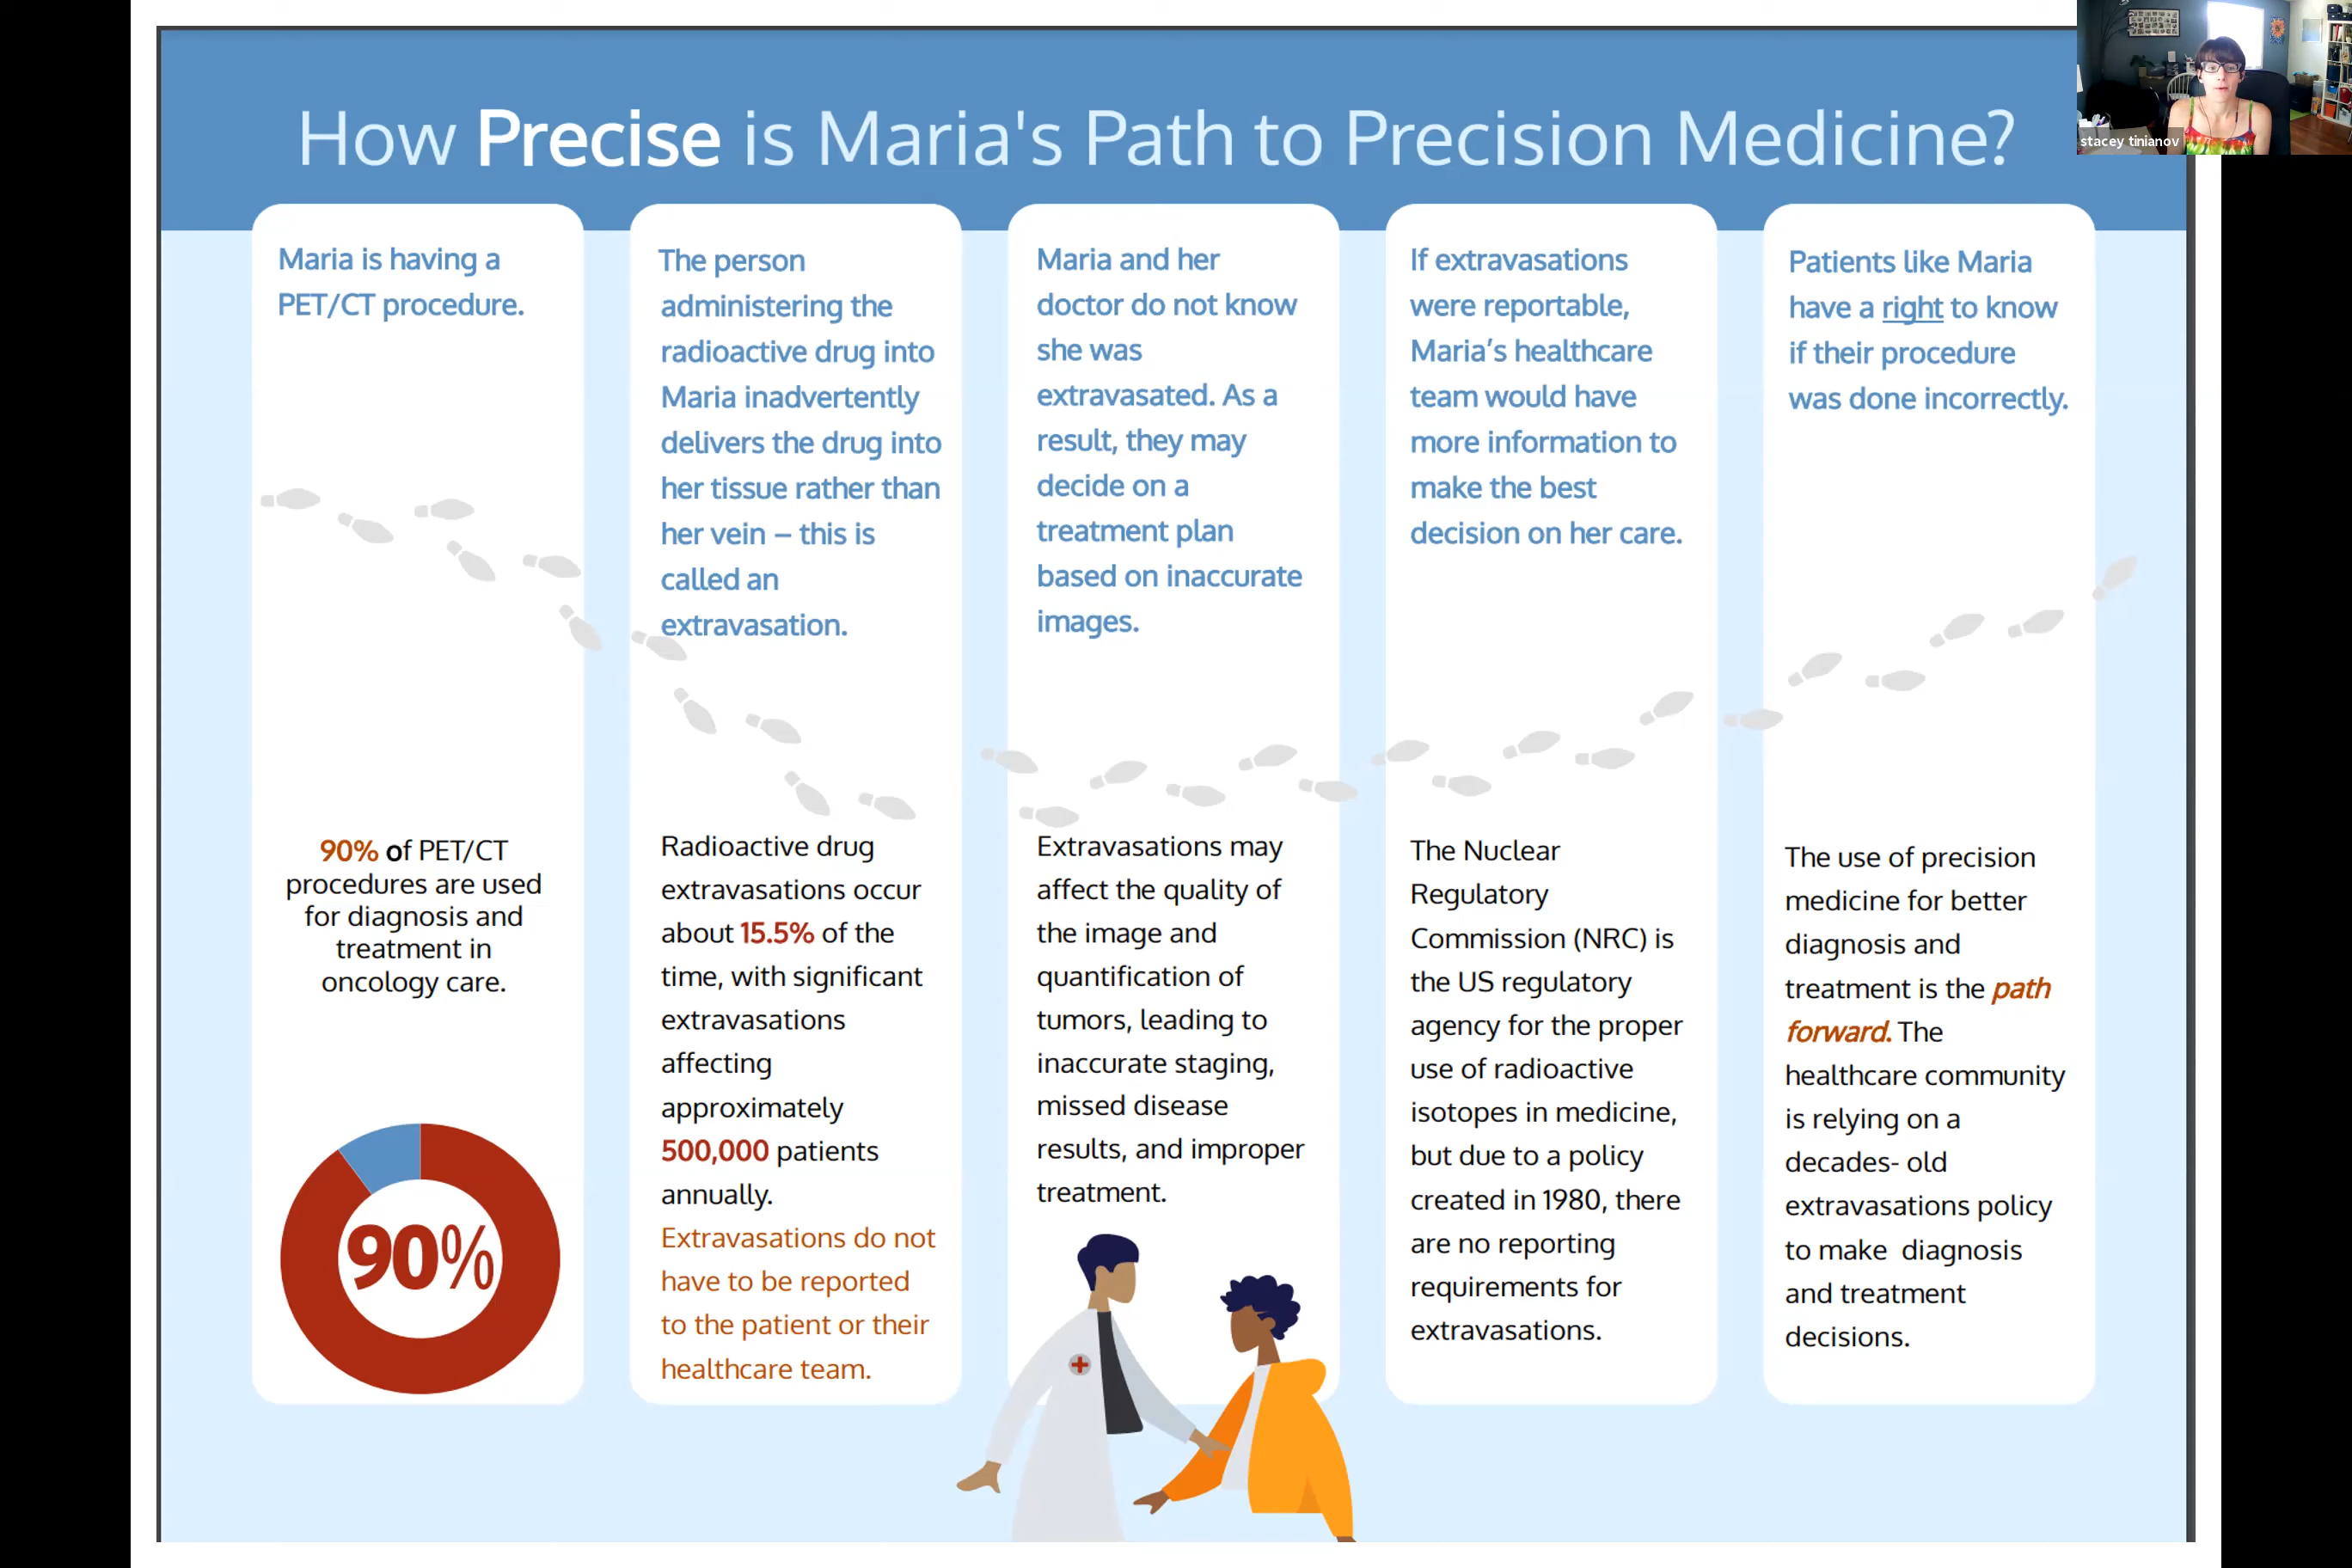 How Precise is Maria's Path to Precision Medicine?
stacey tinianov
Maria is having a
PET/CT procedure.
90% of PET/CT
procedures are used
for diagnosis and
treatment in
oncology care.
90%
The person
administering the
radioactive drug into
Maria inadvertently
delivers the drug into
her tissue rather than
her vein – this is
called an
extravasation.
Radioactive drug
extravasations occur
about 15.5% of the
time, with significant
extravasations
affecting
approximately
500,000 patients
annually.
Extravasations do not
have to be reported
to the patient or their
healthcare team.
Maria and her
doctor do not know
she was
extravasated. As a
result, they may
decide on a
treatment plan
based on inaccurate
images.
Extravasations may
affect the quality of
the image and
quantification of
tumors, leading to
inaccurate staging,
missed disease
results, and improper
treatment.
If extravasations
were reportable,
Maria’s healthcare
team would have
more information to
make the best
decision on her care.
The Nuclear
Regulatory
Commission (NRC) is
the US regulatory
agency for the proper
use of radioactive
isotopes in medicine,
but due to a policy
created in 1980, there
are no reporting
requirements for
extravasations.
Patients like Maria
have a right to know
if their procedure
was done incorrectly.
The use of precision
medicine for better
diagnosis and
treatment is the path
forward. The
healthcare community
is relying on a
decades- old
extravasations policy
to make  diagnosis
and treatment
decisions.